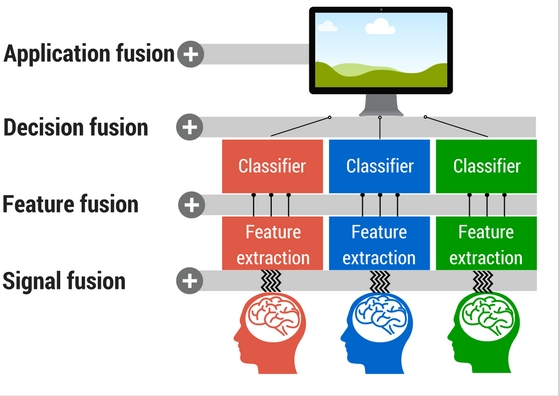 Application fusion
Decision fusion
Classifier Classifier Classifier
Feature fusion
Feature Feature Feature
extraction extraction extraction
Signal fusion